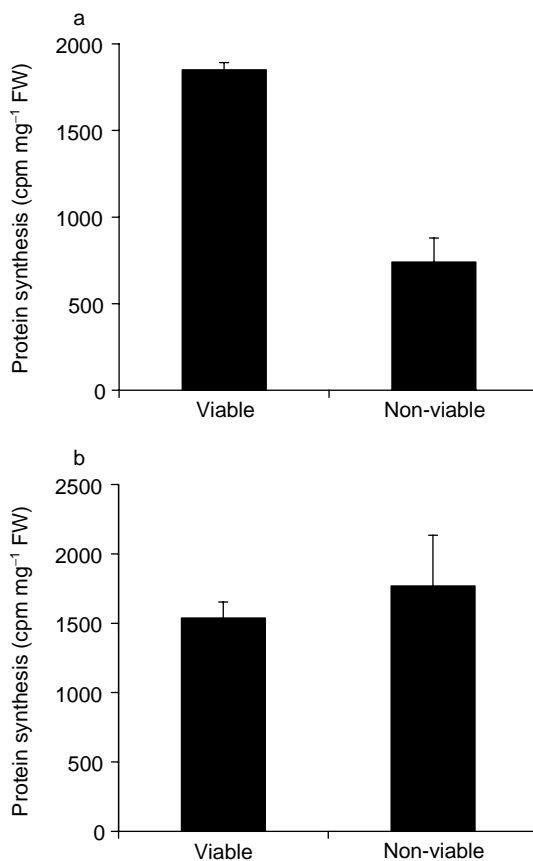 a
Protein synthesis (cpm mg⁻¹ FW)
2000
1500
1000
500
0
Viable Non-viable
b
Protein synthesis (cpm mg⁻¹ FW)
2500
2000
1500
1000
500
0
Viable Non-viable